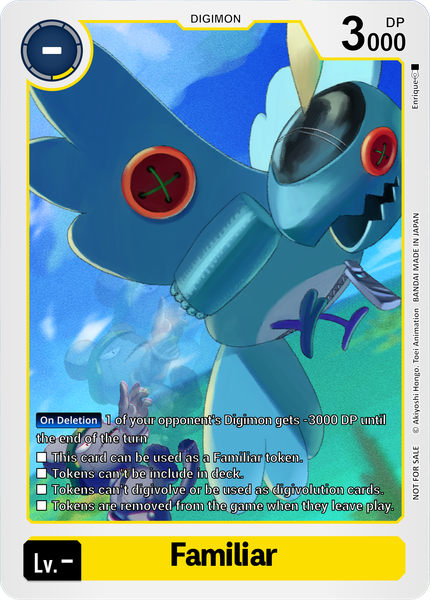 DIGIMON
DP
3000
-
Enrique
On Deletion 1 of your opponent's Digimon gets -3000 DP until
the end of the turn
This card can be used as a Familiar token.
Tokens can't be include in deck.
Tokens can't digivolve or be used as digivolution cards.
Tokens are removed from the game when they leave play.
NOT FOR SALE © Akiyoshi Hongo. Toei Animation BANDAI MADE IN JAPAN
Lv.-
Familiar